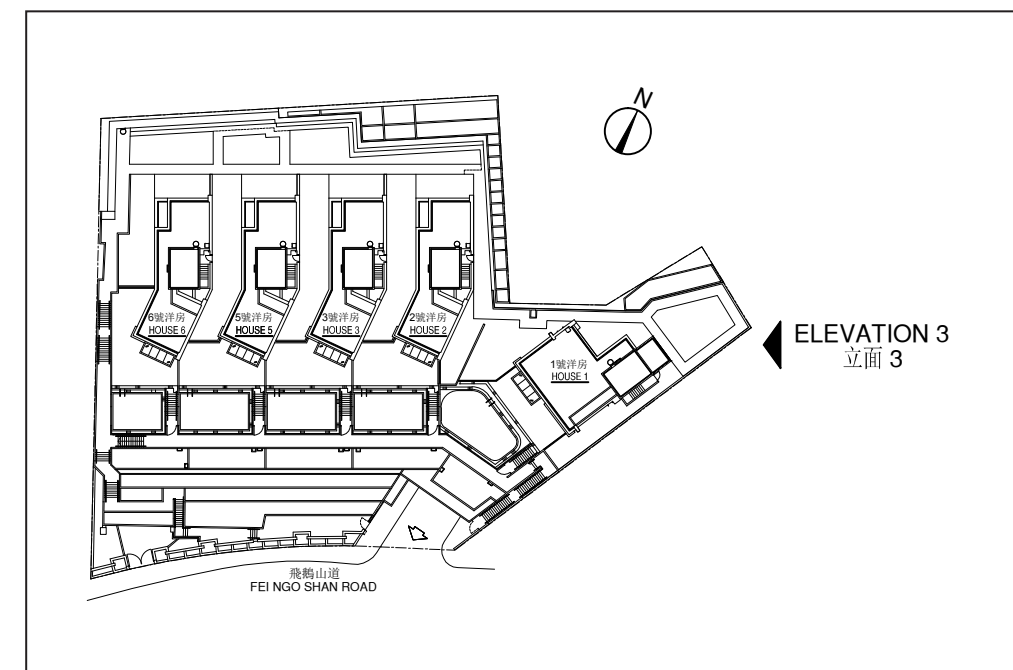 N
ELEVATION 3
立面 3
6號洋房
HOUSE 6
5號洋房
HOUSE 5
3號洋房
HOUSE 3
2號洋房
HOUSE 2
1號洋房
HOUSE 1
飛鵝山道
FEI NGO SHAN ROAD